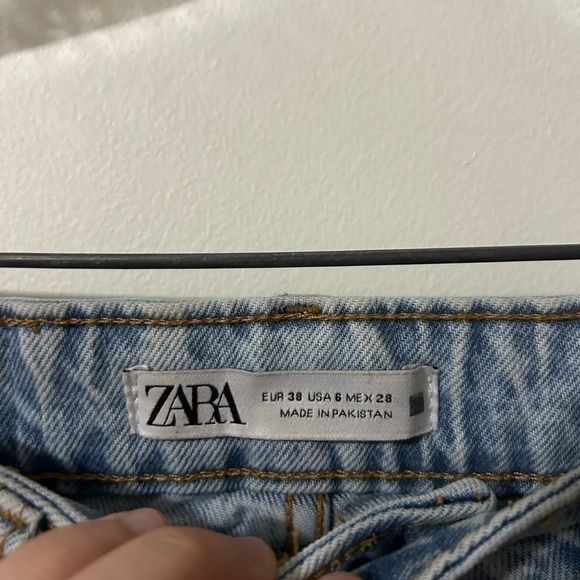 ZARA
EUR 38 USA 6 MEX 28
MADE IN PAKISTAN